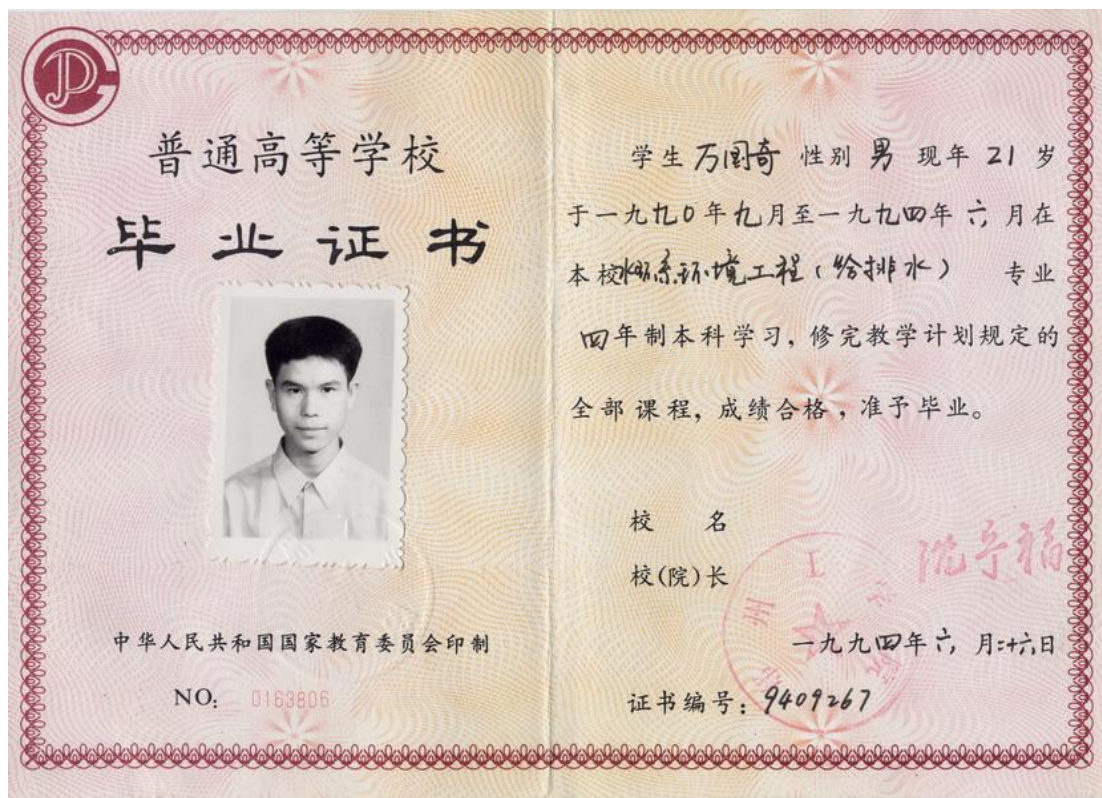 普通高等学校
毕业证书
中华人民共和国国家教育委员会印制
NO: 0163806
学生 万国奇 性别 男 现年 21 岁
于一九九0年九月至一九九四年六月在
本校 系环境工程(给排水) 专业
四年制本科学习,修完教学计划规定的
全部课程,成绩合格,准予毕业。
校 名
校(院)长
一九九四年六月二十六日
证书编号:9409267